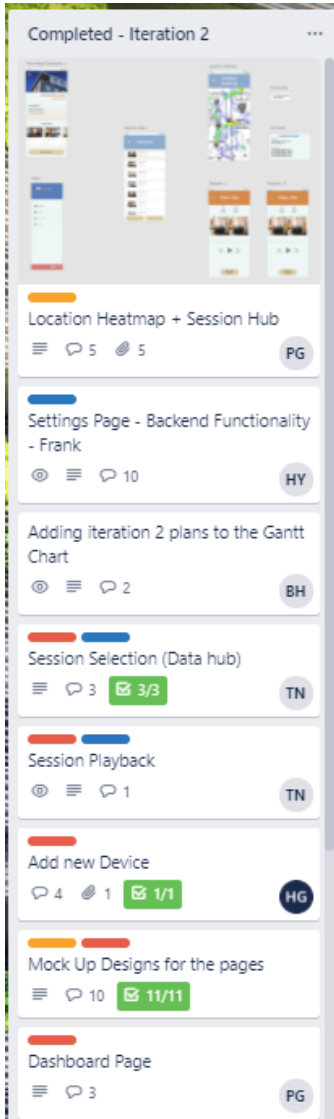 Completed - Iteration 2
Location Heatmap + Session Hub
5 5
PG
Settings Page - Backend Functionality
- Frank
10
HY
Adding iteration 2 plans to the Gantt
Chart
2
BH
Session Selection (Data hub)
3 3/3
TN
Session Playback
1
TN
Add new Device
4 1 1/1
HG
Mock Up Designs for the pages
10 11/11
Dashboard Page
3
PG